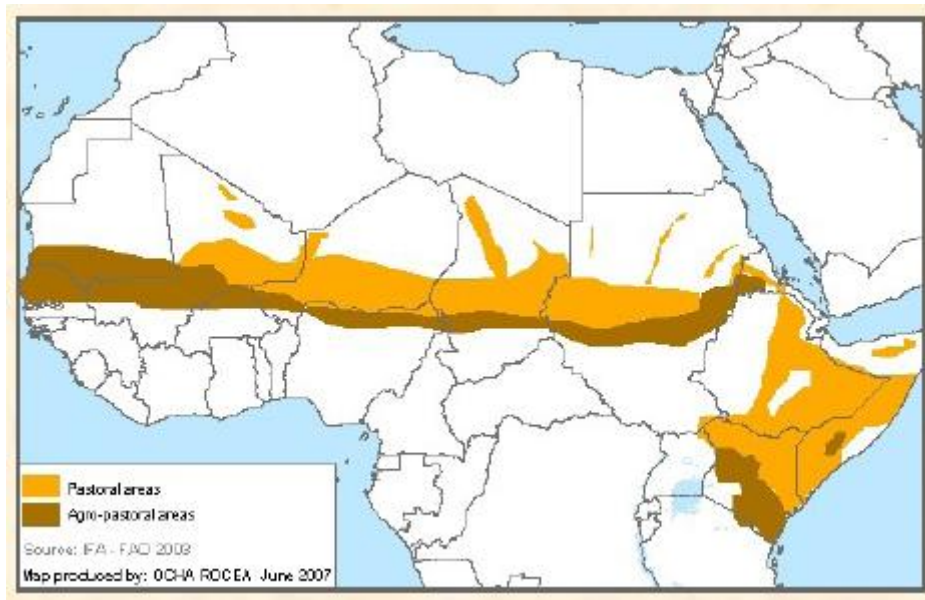 Pastoral areas
Agro-pastoral areas
Source: IFA - FAO 2003
Map produced by: OCHA ROCEA June 2007